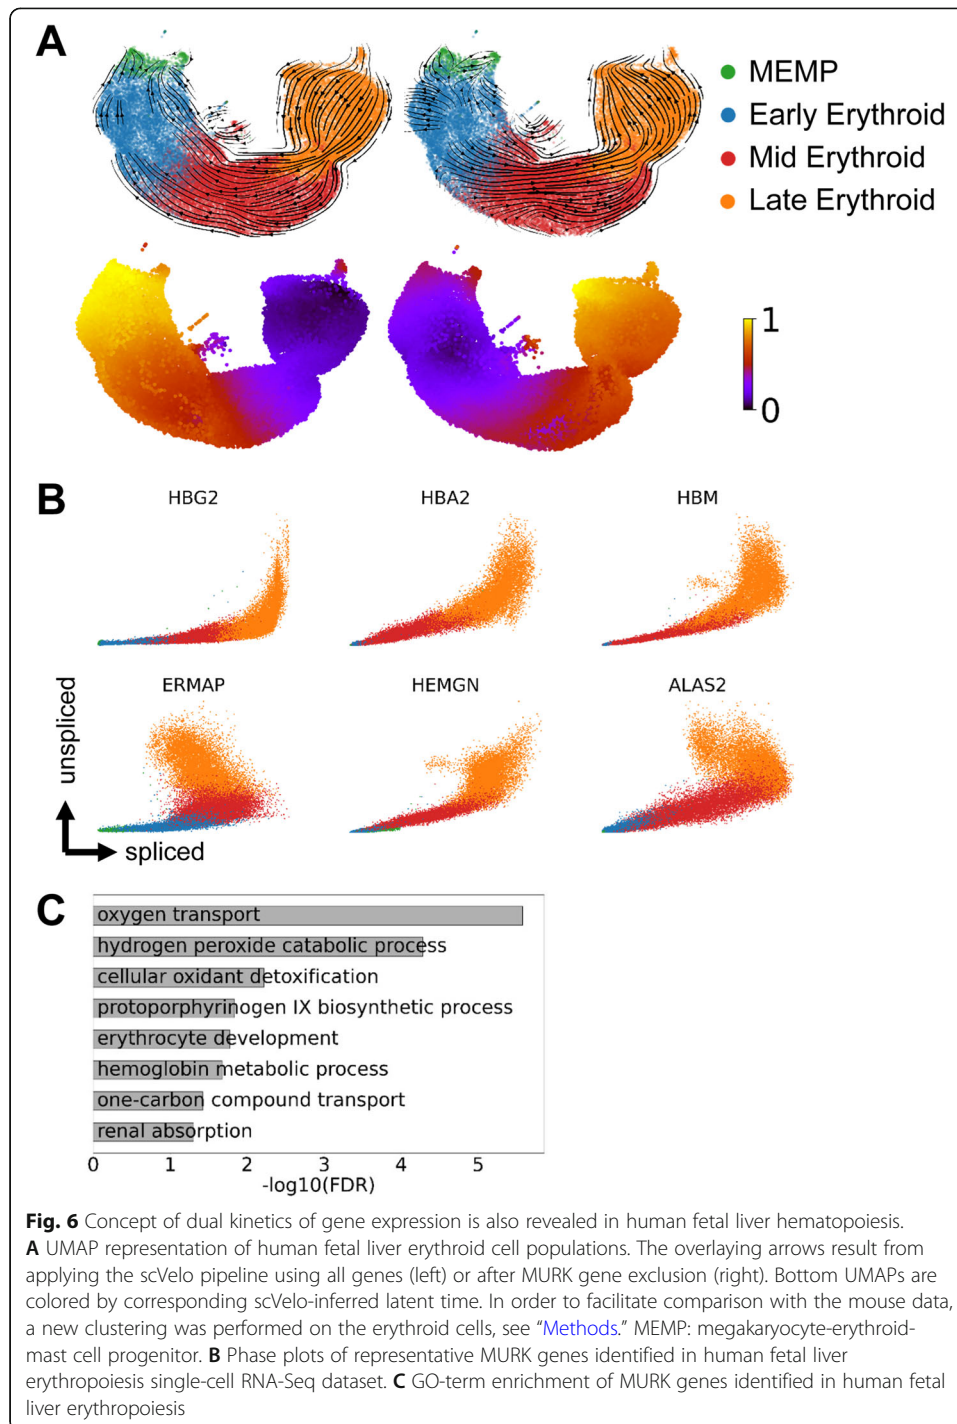 A
MEMP
Early Erythroid
Mid Erythroid
Late Erythroid
1
0
B
HBG2
HBA2
HBM
ERMAP
HEMGN
ALAS2
unspliced
spliced
C
oxygen transport
hydrogen peroxide catabolic process
cellular oxidant detoxification
protoporphyrinogen IX biosynthetic process
erythrocyte development
hemoglobin metabolic process
one-carbon compound transport
renal absorption
0 1 2 3 4 5
-log10(FDR)
Fig. 6 Concept of dual kinetics of gene expression is also revealed in human fetal liver hematopoiesis.
A UMAP representation of human fetal liver erythroid cell populations. The overlaying arrows result from
applying the scVelo pipeline using all genes (left) or after MURK gene exclusion (right). Bottom UMAPs are
colored by corresponding scVelo-inferred latent time. In order to facilitate comparison with the mouse data,
a new clustering was performed on the erythroid cells, see “Methods.” MEMP: megakaryocyte-erythroid-
mast cell progenitor. B Phase plots of representative MURK genes identified in human fetal liver
erythropoiesis single-cell RNA-Seq dataset. C GO-term enrichment of MURK genes identified in human fetal
liver erythropoiesis